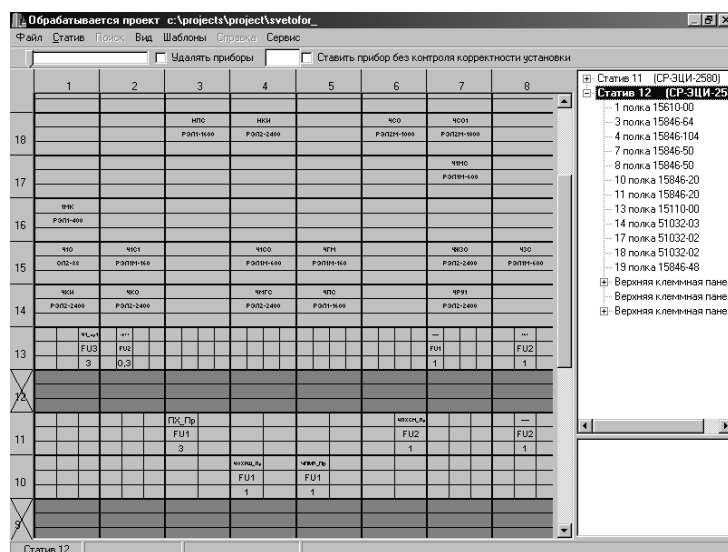 Обрабатывается проект c:\projects\project\svetofor_
Файл Статив Поиск Вид Шаблоны Справка Сервис
Удалять приборы Ставить прибор без контроля корректности установки
1 2 3 4 5 6 7 8
18
НПС НКИ ЧСО ЧСО1
РЭЛ1-1600 РЭЛ2-2400 РЭЛ2М-1000 РЭЛ2М-1000
17
Ч1МС
РЭЛ1М-600
16
ЧМК
РЭЛ1-400
15
Ч1О Ч1С1 Ч1СО ЧГМ ЧИЗО ЧЗС
ОЛ2-88 РЭЛ1М-160 РЭЛ1М-600 РЭЛ1М-160 РЭЛ2-2400 РЭЛ1М-600
14
ЧКИ ЧКО ЧМГС ЧПС ЧРУ1
РЭЛ2-2400 РЭЛ2-2400 РЭЛ2-2400 РЭЛ1-1600 РЭЛ2-2400
13
FU3 FU2 FU1 FU2
3 0,3 1 1
12
11
ПХ_Пр
FU1 FU2 FU2
3 1 1
10
FU1 FU1
1 1
9
Статив 11 (СР-ЭЦИ-2580)
Статив 12 (СР-ЭЦИ-25
1 полка 15610-00
3 полка 15846-64
4 полка 15846-104
7 полка 15846-50
8 полка 15846-50
10 полка 15846-20
11 полка 15846-20
13 полка 15110-00
14 полка 51032-03
17 полка 51032-02
18 полка 51032-02
19 полка 15846-48
Верхняя клеммная пане
Верхняя клеммная пане
Верхняя клеммная пане
Статив 12